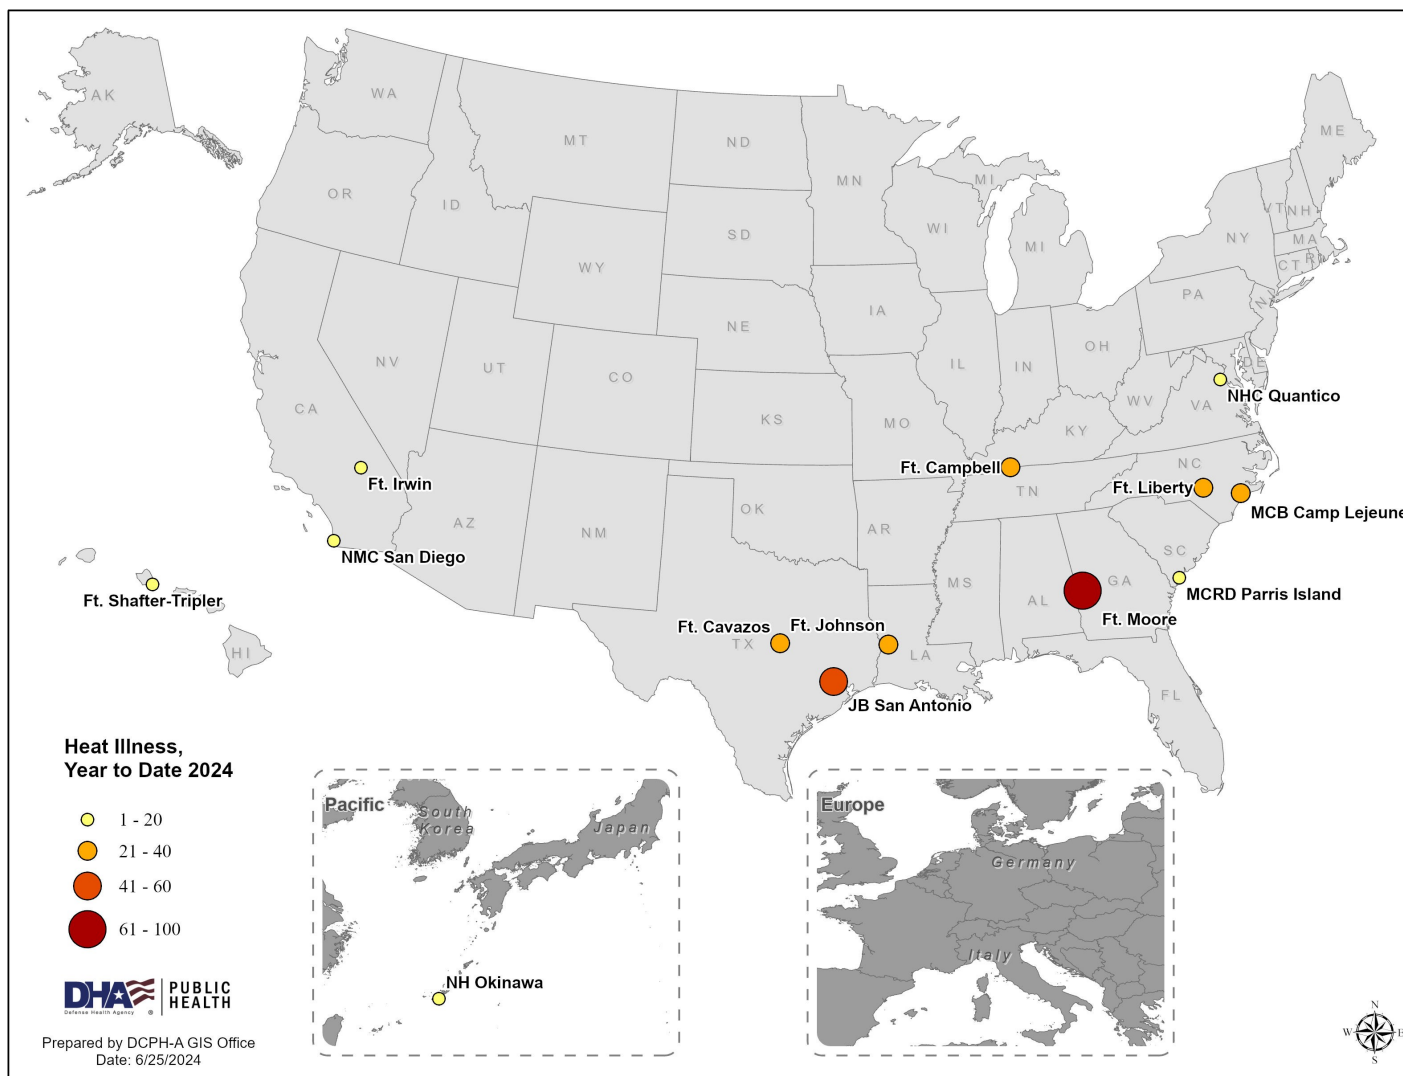 AK
WA
MT
ND
MN
MI
ME
OR
ID
SD
WI
MI
NY
VT
NH
MA
CT
RI
WY
IA
PA
NJ
NE
NV
UT
CO
IL
IN
OH
DE
WV
VA
NHC Quantico
CA
KS
MO
KY
Ft. Irwin
Ft. Campbell
TN
NC
Ft. Liberty
MCB Camp Lejeune
AZ
NM
OK
AR
NMC San Diego
SC
MS
AL
GA
MCRD Parris Island
Ft. Shafter-Tripler
Ft. Moore
HI
Ft. Cavazos
Ft. Johnson
TX
LA
JB San Antonio
FL
Heat Illness,
Year to Date 2024
1 - 20
21 - 40
41 - 60
61 - 100
Pacific
South
Korea
Japan
NH Okinawa
Europe
Germany
Italy
DHA
Defense Health Agency
®
PUBLIC
HEALTH
Prepared by DCPH-A GIS Office
Date: 6/25/2024
N
W
E
S